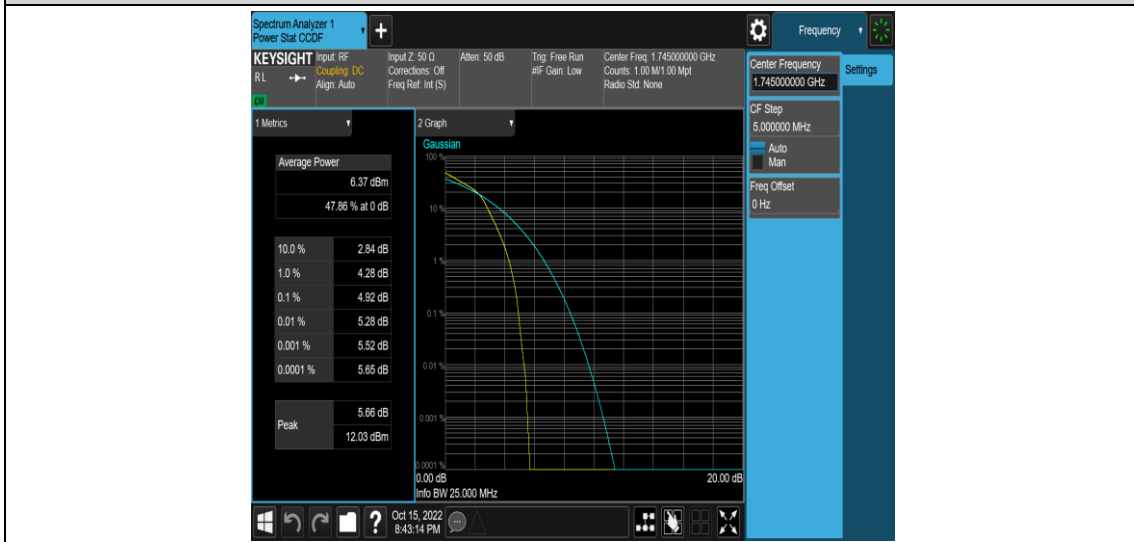 Spectrum Analyzer 1
Power Stat CCDF
+
Frequency
KEYSIGHT
RL
LXI
Input: RF
Coupling: DC
Align: Auto
Input Z: 50 Ω
Corrections: Off
Freq Ref: Int (S)
Atten: 50 dB
Trig: Free Run
#IF Gain: Low
Center Freq: 1.745000000 GHz
Counts: 1.00 M/1.00 Mpt
Radio Std: None
Center Frequency
1.745000000 GHz
Settings
CF Step
5.000000 MHz
Auto
Man
Freq Offset
0 Hz
1 Metrics
Average Power
6.37 dBm
47.86 % at 0 dB
10.0 % 2.84 dB
1.0 % 4.28 dB
0.1 % 4.92 dB
0.01 % 5.28 dB
0.001 % 5.52 dB
0.0001 % 5.65 dB
Peak
5.66 dB
12.03 dBm
2 Graph
Gaussian
100 %
10 %
1 %
0.1 %
0.01 %
0.001 %
0.0001 %
0.00 dB 20.00 dB
Info BW 25.000 MHz
?
Oct 15, 2022
8:43:14 PM